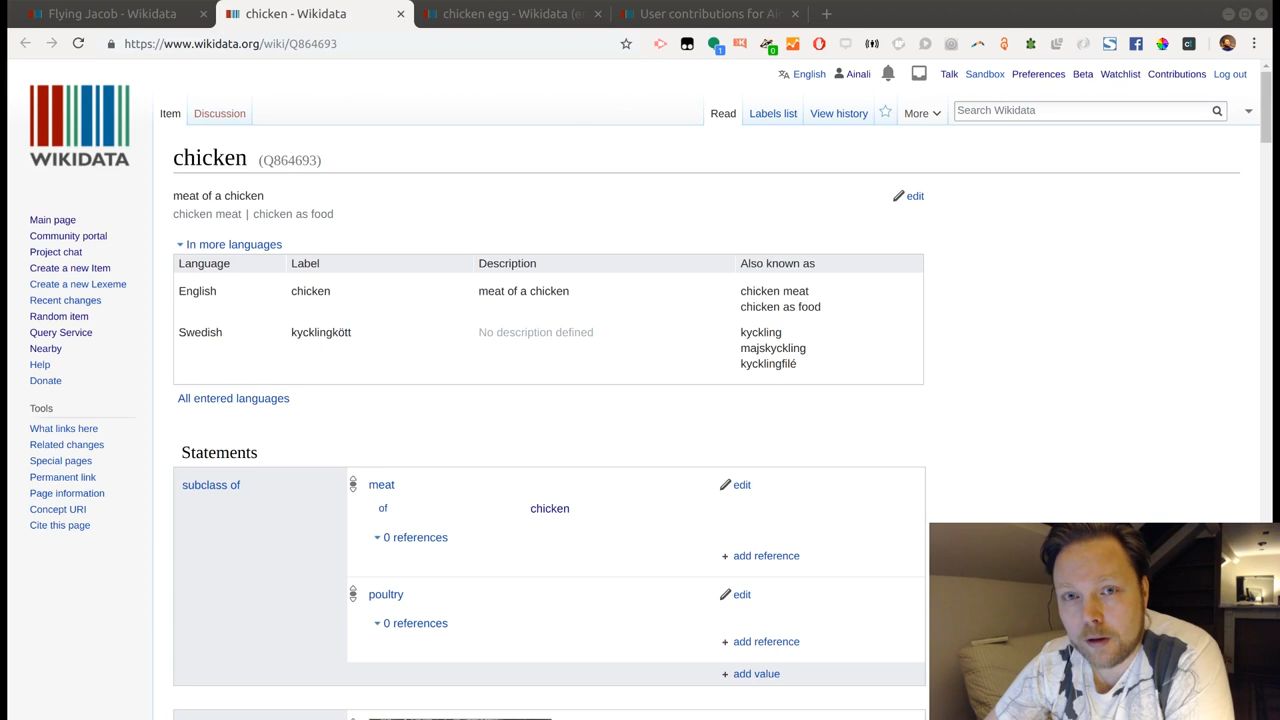 Flying Jacob - Wikidata
chicken - Wikidata
chicken egg - Wikidata (en
User contributions for Ain
https://www.wikidata.org/wiki/Q864693
1
0
English
Ainali
Talk
Sandbox
Preferences
Beta
Watchlist
Contributions
Log out
WIKIDATA
Item
Discussion
Read
Labels list
View history
More
Search Wikidata
Main page
Community portal
Project chat
Create a new Item
Create a new Lexeme
Recent changes
Random item
Query Service
Nearby
Help
Donate
Tools
What links here
Related changes
Special pages
Permanent link
Page information
Concept URI
Cite this page
chicken (Q864693)
meat of a chicken
edit
chicken meat | chicken as food
In more languages
Language Label Description Also known as
English chicken meat of a chicken chicken meat
chicken as food
Swedish kycklingkött No description defined kyckling
majskyckling
kycklingfilé
All entered languages
Statements
subclass of
meat
edit
of chicken
0 references
+ add reference
poultry
edit
0 references
+ add reference
+ add value